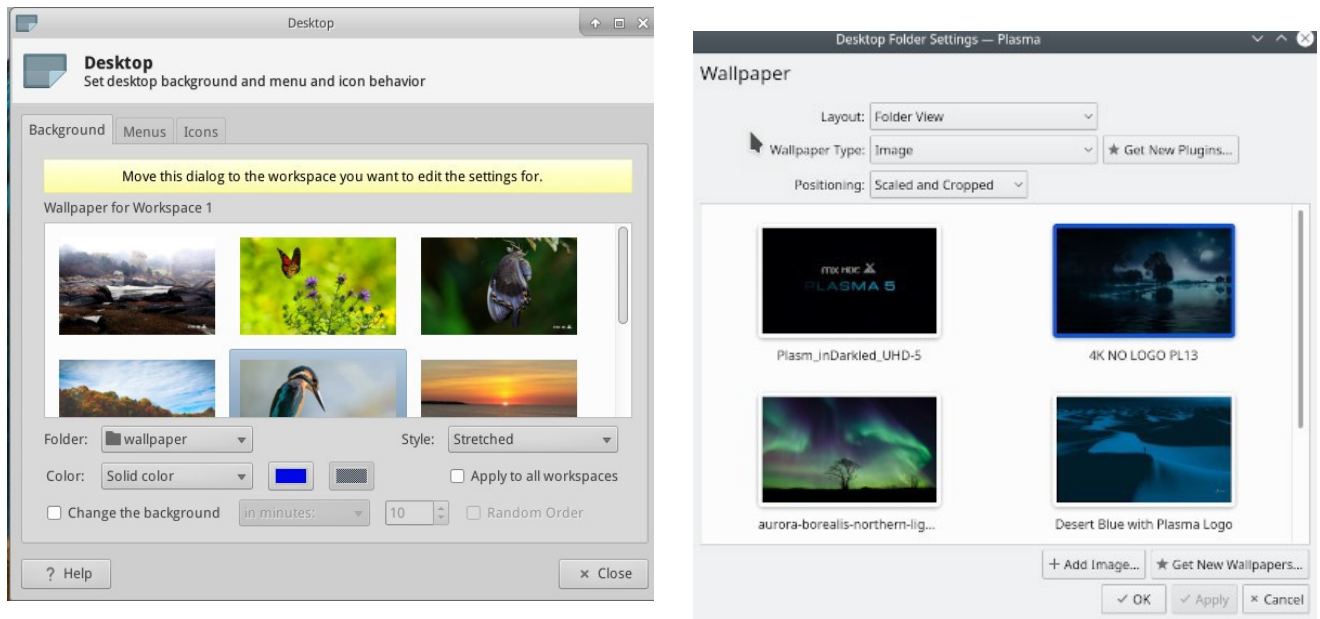 Desktop
Desktop
Set desktop background and menu and icon behavior
Background Menus Icons
Move this dialog to the workspace you want to edit the settings for.
Wallpaper for Workspace 1
Folder: wallpaper Style: Stretched
Color: Solid color Apply to all workspaces
Change the background in minutes: 10 Random Order
? Help × Close
Desktop Folder Settings — Plasma
Wallpaper
Layout: Folder View
Wallpaper Type: Image ★ Get New Plugins...
Positioning: Scaled and Cropped
PLASMA 5
Plasm_inDarkled_UHD-5 4K NO LOGO PL13
aurora-borealis-northern-lig... Desert Blue with Plasma Logo
+ Add Image... ★ Get New Wallpapers...
✓ OK ✓ Apply × Cancel